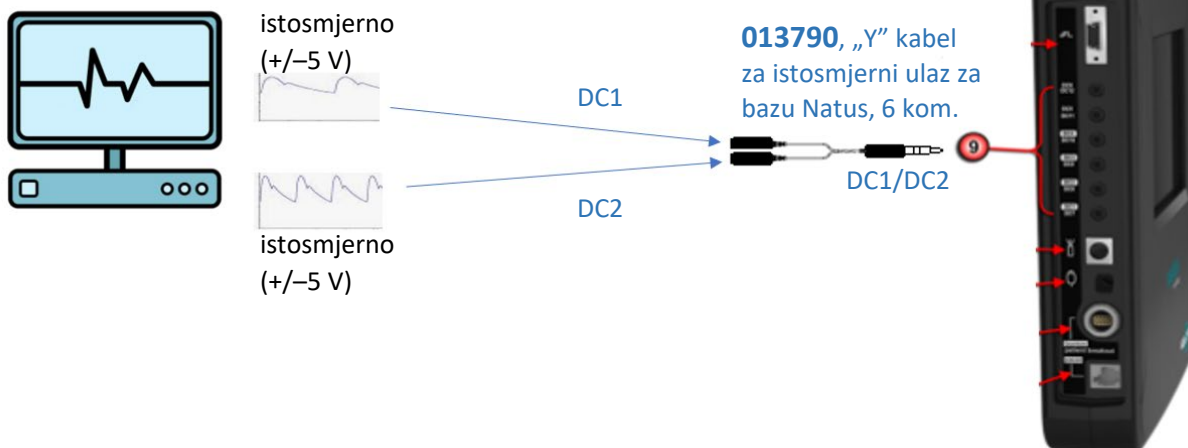 istosmjerno
(+/–5 V)
DC1
013790, „Y” kabel
za istosmjerni ulaz za
bazu Natus, 6 kom.
9
DC1/DC2
DC2
istosmjerno
(+/–5 V)